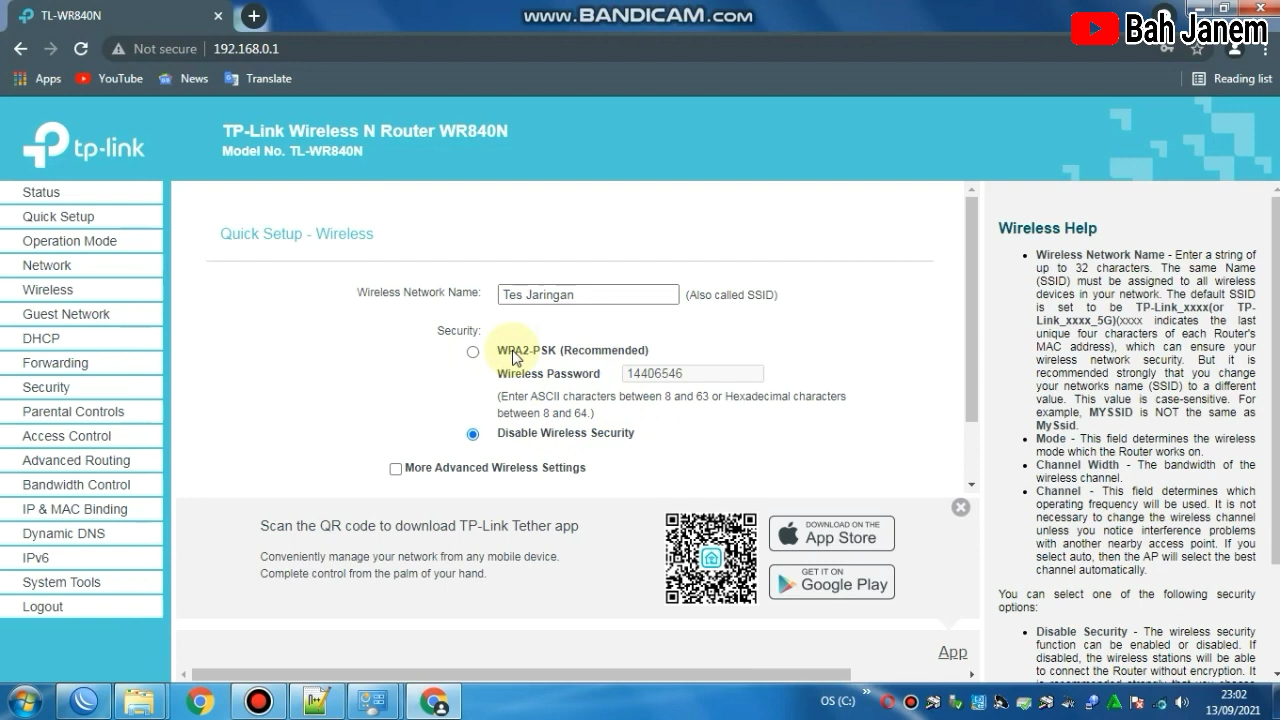 TL-WR840N
www.BANDICAM.com
Bah Janem
Not secure
192.168.0.1
Apps
YouTube
News
Translate
Reading list
tp-link
TP-Link Wireless N Router WR840N
Model No. TL-WR840N
Status
Quick Setup
Operation Mode
Network
Wireless
Guest Network
DHCP
Forwarding
Security
Parental Controls
Access Control
Advanced Routing
Bandwidth Control
IP & MAC Binding
Dynamic DNS
IPv6
System Tools
Logout
Quick Setup - Wireless
Wireless Network Name: Tes Jaringan (Also called SSID)
Security:
WPA2-PSK (Recommended)
Wireless Password 14406546
(Enter ASCII characters between 8 and 63 or Hexadecimal characters
between 8 and 64.)
Disable Wireless Security
More Advanced Wireless Settings
Scan the QR code to download TP-Link Tether app
Conveniently manage your network from any mobile device.
Complete control from the palm of your hand.
DOWNLOAD ON THE
App Store
GET IT ON
Google Play
App
Wireless Help
Wireless Network Name - Enter a string of
up to 32 characters. The same Name
(SSID) must be assigned to all wireless
devices in your network. The default SSID
is set to be TP-Link_xxxx(or TP-
Link_xxxx_5G)(xxxx indicates the last
unique four characters of each Router's
MAC address), which can ensure your
wireless network security. But it is
recommended strongly that you change
your networks name (SSID) to a different
value. This value is case-sensitive. For
example, MYSSID is NOT the same as
MySsid.
Mode - This field determines the wireless
mode which the Router works on.
Channel Width - The bandwidth of the
wireless channel.
Channel - This field determines which
operating frequency will be used. It is not
necessary to change the wireless channel
unless you notice interference problems
with another nearby access point. If you
select auto, then the AP will select the best
channel automatically.
You can select one of the following security
options:
Disable Security - The wireless security
function can be enabled or disabled. If
disabled, the wireless stations will be able
to connect the Router without encryption. It
OS (C:)
23:02
13/09/2021